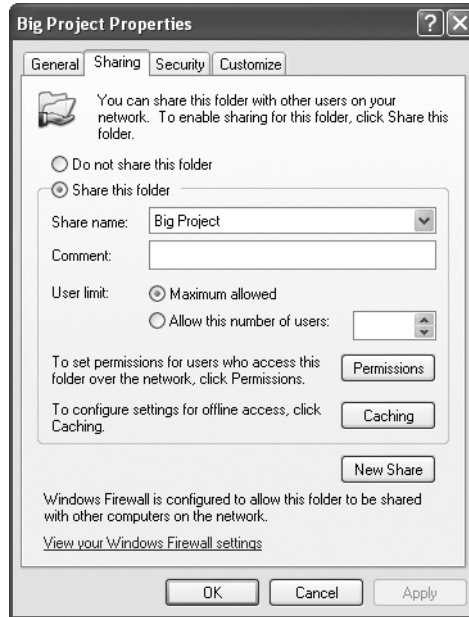 Big Project Properties
General Sharing Security Customize
You can share this folder with other users on your
network. To enable sharing for this folder, click Share this
folder.
Do not share this folder
Share this folder
Share name: Big Project
Comment:
User limit: Maximum allowed
Allow this number of users:
To set permissions for users who access this
folder over the network, click Permissions.
Permissions
To configure settings for offline access, click
Caching.
Caching
New Share
Windows Firewall is configured to allow this folder to be shared
with other computers on the network.
View your Windows Firewall settings
OK Cancel Apply